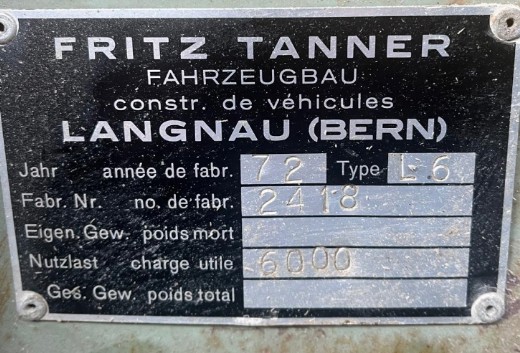 FRITZ TANNER
FAHRZEUGBAU
constr. de véhicules
LANGNAU (BERN)
Jahr année de fabr. 72 Type L 6
Fabr. Nr. no. de fabr. 2418
Eigen. Gew. poids mort
Nutzlast charge utile 6000
Ges. Gew. poids total